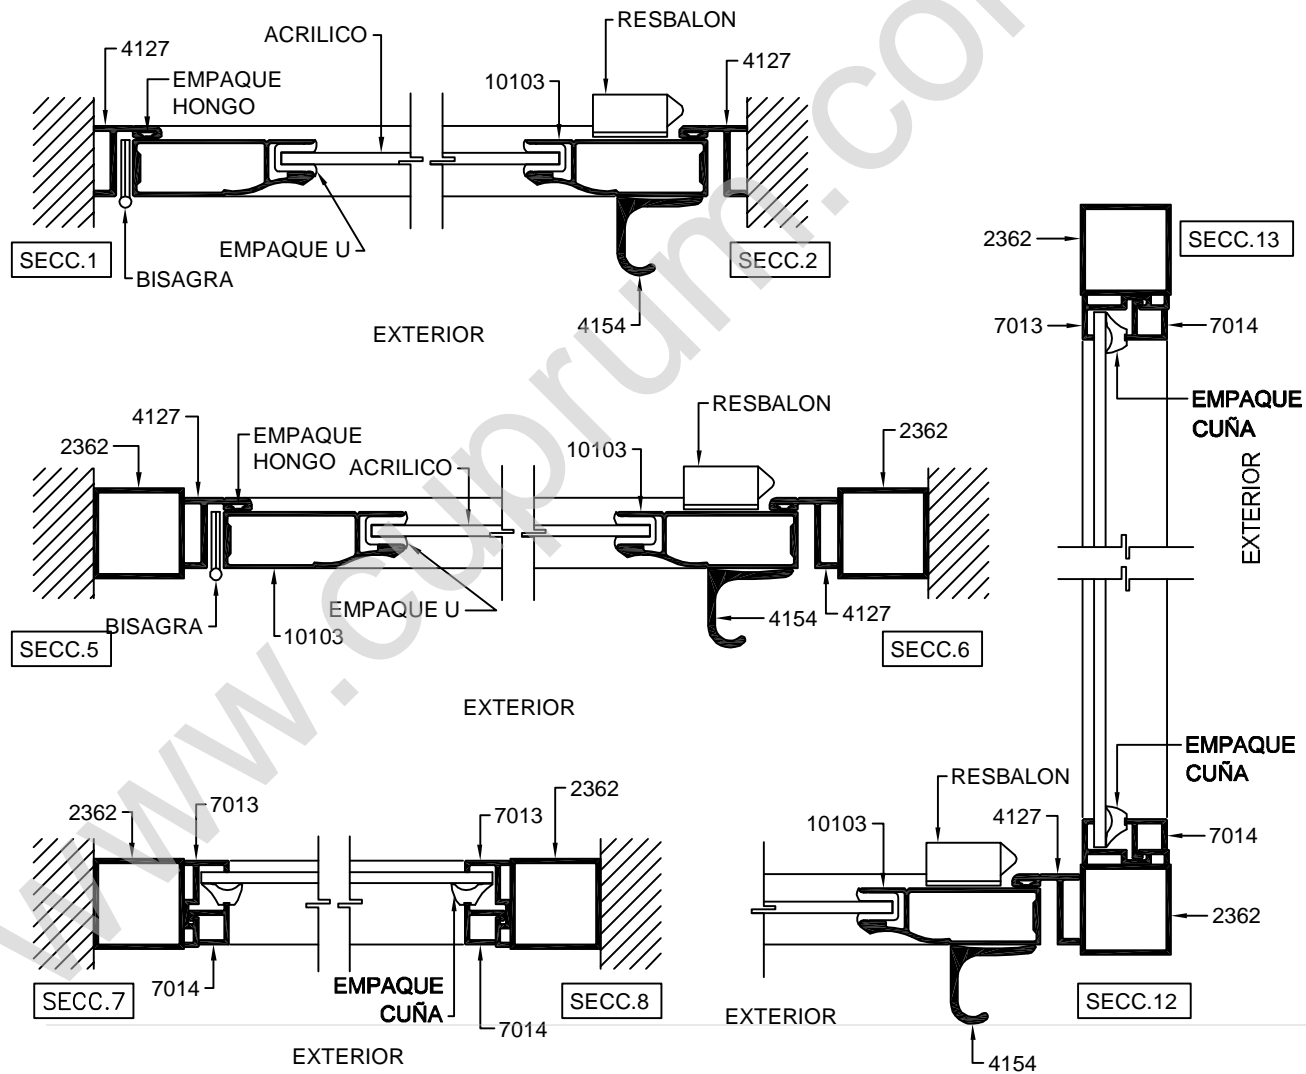 RESBALON
ACRILICO
4127
EMPAQUE
HONGO
10103
4127
SECC.1
EMPAQUE U
BISAGRA
SECC.2
4154
EXTERIOR
2362
SECC.13
7013
7014
EMPAQUE
CUÑA
EXTERIOR
RESBALON
4127
2362
EMPAQUE
HONGO
ACRILICO
10103
2362
EMPAQUE U
BISAGRA
10103
4154
4127
SECC.5
SECC.6
EXTERIOR
EMPAQUE
CUÑA
7014
2362
2362
7013
7013
2362
SECC.7
7014
EMPAQUE
CUÑA
7014
SECC.8
EXTERIOR
RESBALON
10103
4127
SECC.12
EXTERIOR
4154
www.cuprum.co